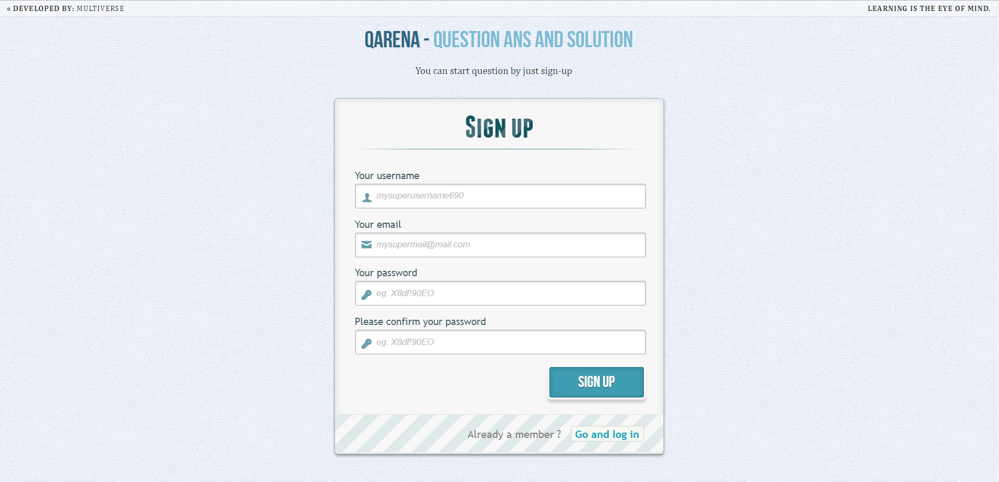 « DEVELOPED BY: MULTIVERSE
LEARNING IS THE EYE OF MIND.
QARENA - QUESTION ANS AND SOLUTION
You can start question by just sign-up
SIGN UP
Your username
mysuperusername690
Your email
mysupermail@mail.com
Your password
eg. X8df!90EO
Please confirm your password
eg. X8df!90EO
SIGN UP
Already a member ? Go and log in